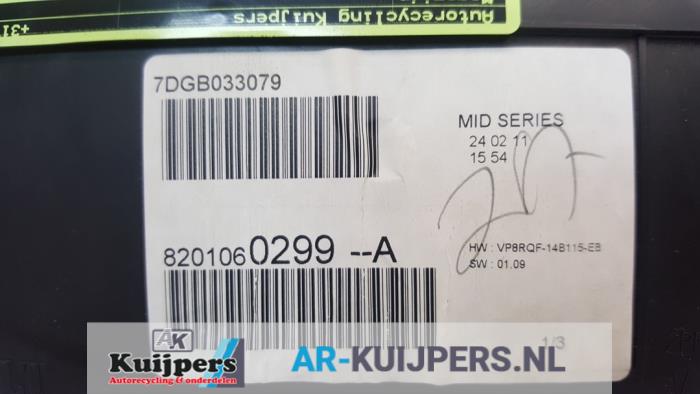 Autorecycling Kuijpers
+31
7DGB033079
MID SERIES
24 02 11
15 54
8201060299 --A
HW : VP8RQF-14B115-EB
SW : 01.09
1/3
AK
Kuijpers
Autorecycling & onderdelen
AR-KUIJPERS.NL